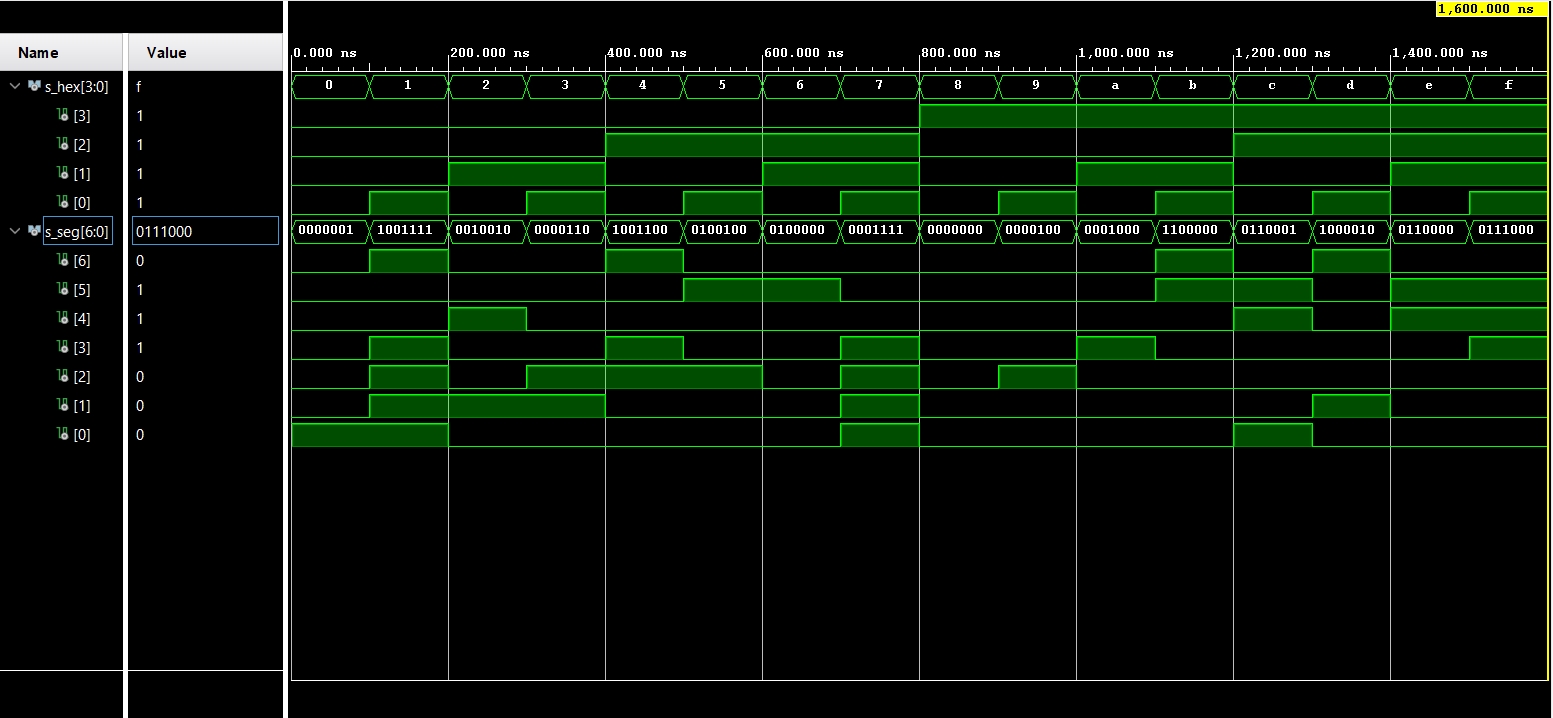 1,600.000 ns
Name Value 0.000 ns 200.000 ns 400.000 ns 600.000 ns 800.000 ns 1,000.000 ns 1,200.000 ns 1,400.000 ns
s_hex[3:0] f 0 1 2 3 4 5 6 7 8 9 a b c d e f
[3] 1
[2] 1
[1] 1
[0] 1
s_seg[6:0] 0111000 0000001 1001111 0010010 0000110 1001100 0100100 0100000 0001111 0000000 0000100 0001000 1100000 0110001 1000010 0110000 0111000
[6] 0
[5] 1
[4] 1
[3] 1
[2] 0
[1] 0
[0] 0